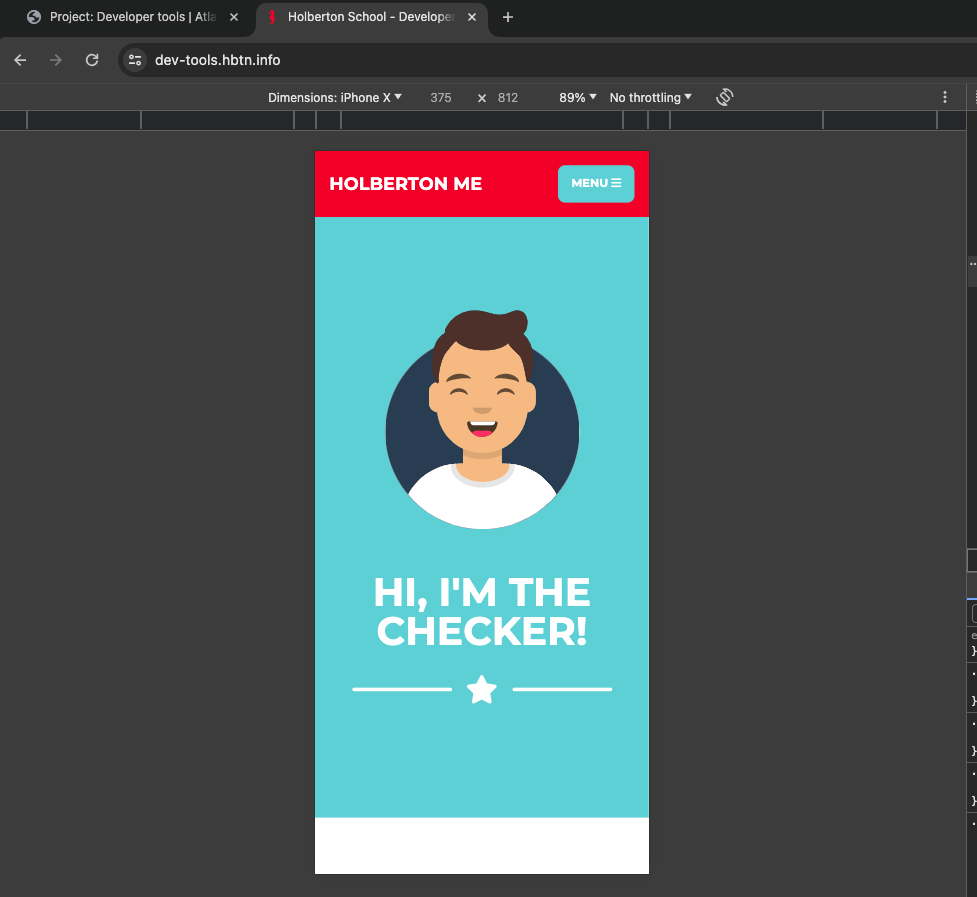 Project: Developer tools | Atla
Holberton School - Developer
dev-tools.hbtn.info
Dimensions: iPhone X 375 × 812 89% No throttling
HOLBERTON ME
MENU
HI, I'M THE
CHECKER!